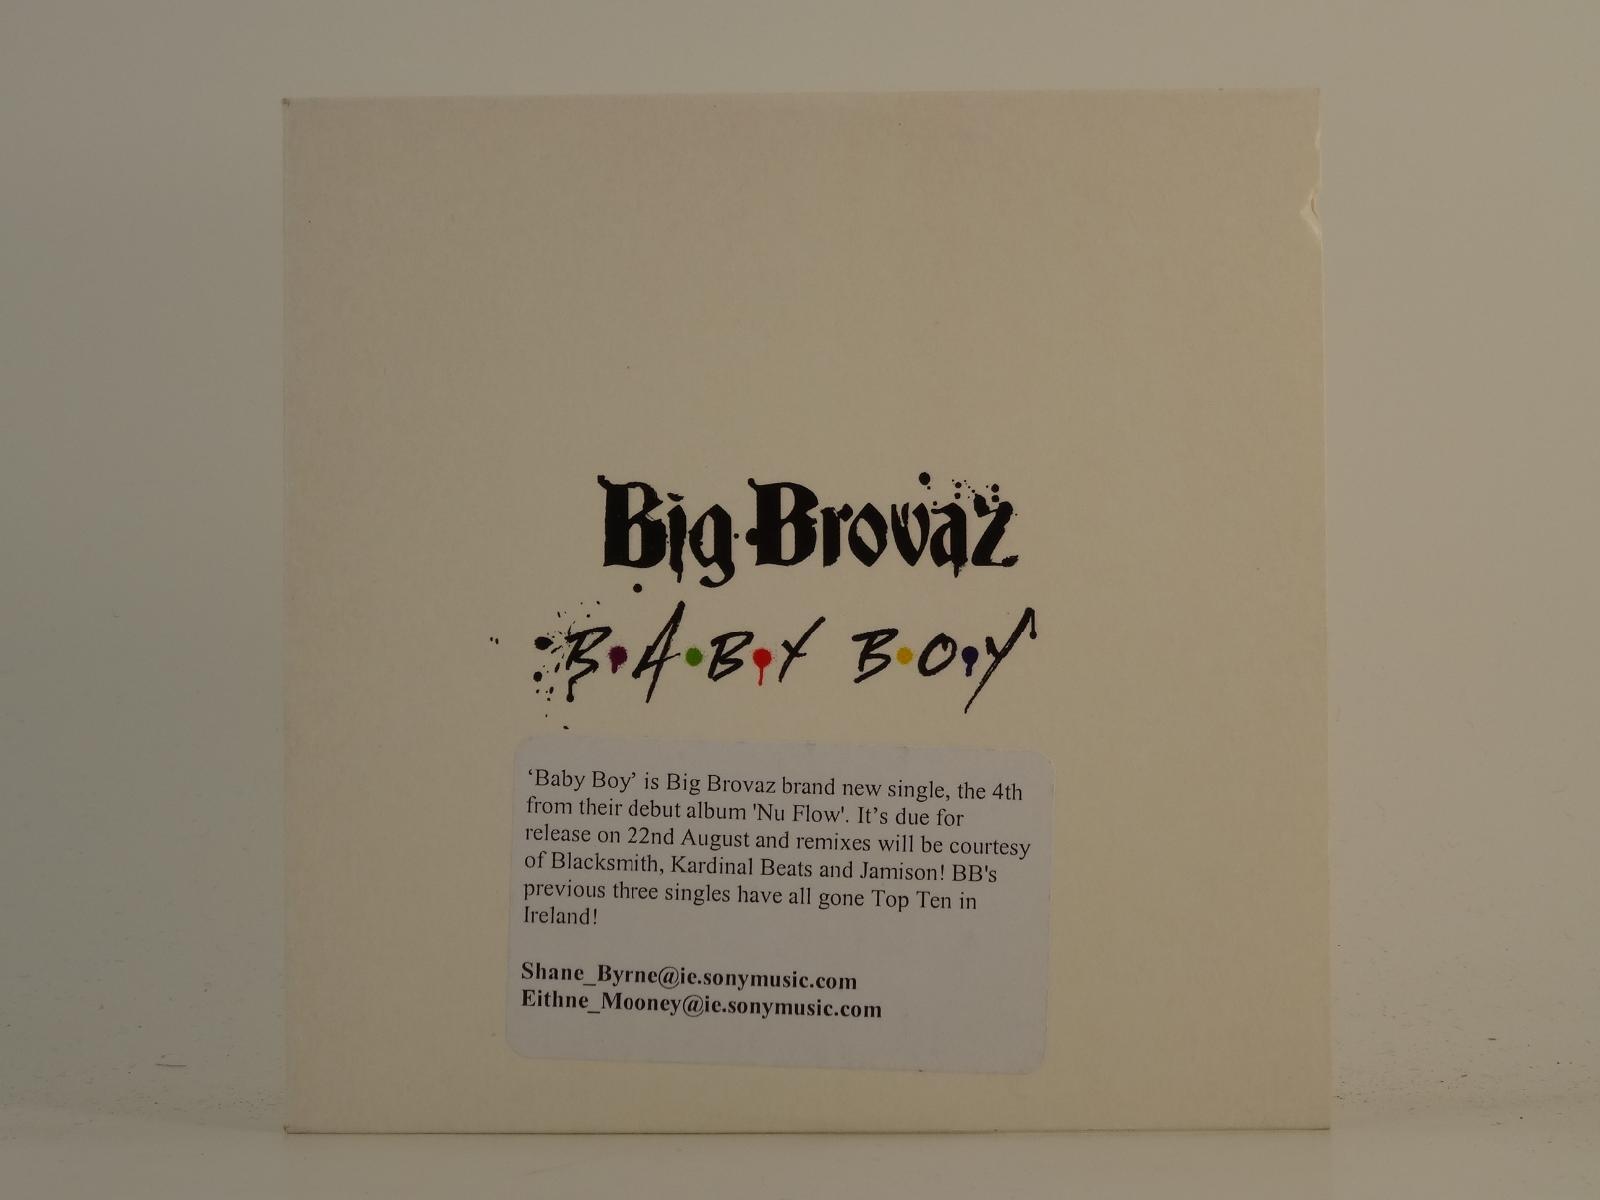 Big Brovaz
B·A·B·Y B·O·Y
‘Baby Boy’ is Big Brovaz brand new single, the 4th
from their debut album 'Nu Flow'. It’s due for
release on 22nd August and remixes will be courtesy
of Blacksmith, Kardinal Beats and Jamison! BB's
previous three singles have all gone Top Ten in
Ireland!
Shane_Byrne@ie.sonymusic.com
Eithne_Mooney@ie.sonymusic.com